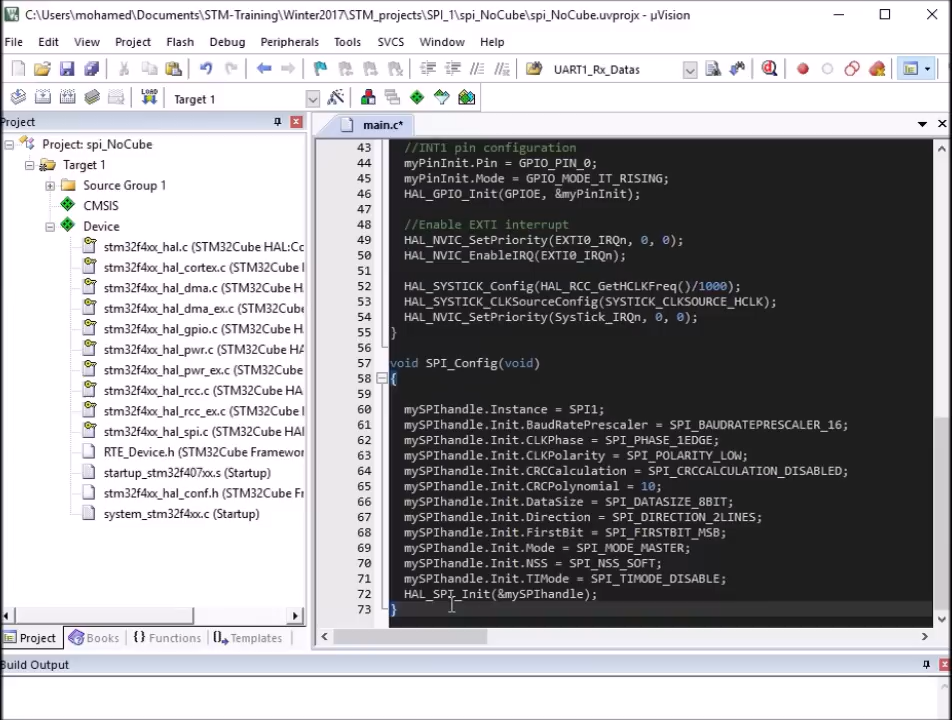 C:\Users\mohamed\Documents\STM-Training\Winter2017\STM_projects\SPI_1\spi_NoCube\spi_NoCube.uvprojx - µVision
File Edit View Project Flash Debug Peripherals Tools SVCS Window Help
UART1_Rx_Datas
LOAD
Target 1
Project
Project: spi_NoCube
Target 1
Source Group 1
CMSIS
Device
stm32f4xx_hal.c (STM32Cube HAL:Cc
stm32f4xx_hal_cortex.c (STM32Cube
stm32f4xx_hal_dma.c (STM32Cube H.
stm32f4xx_hal_dma_ex.c (STM32Cube
stm32f4xx_hal_gpio.c (STM32Cube HA
stm32f4xx_hal_pwr.c (STM32Cube HA
stm32f4xx_hal_pwr_ex.c (STM32Cube
stm32f4xx_hal_rcc.c (STM32Cube HAL
stm32f4xx_hal_rcc_ex.c (STM32Cube
stm32f4xx_hal_spi.c (STM32Cube HAL
RTE_Device.h (STM32Cube Framewor
startup_stm32f407xx.s (Startup)
stm32f4xx_hal_conf.h (STM32Cube Fr
system_stm32f4xx.c (Startup)
Project Books {} Functions Templates
main.c*
43 //INT1 pin configuration
44 myPinInit.Pin = GPIO_PIN_0;
45 myPinInit.Mode = GPIO_MODE_IT_RISING;
46 HAL_GPIO_Init(GPIOE, &myPinInit);
47
48 //Enable EXTI interrupt
49 HAL_NVIC_SetPriority(EXTI0_IRQn, 0, 0);
50 HAL_NVIC_EnableIRQ(EXTI0_IRQn);
51
52 HAL_SYSTICK_Config(HAL_RCC_GetHCLKFreq()/1000);
53 HAL_SYSTICK_CLKSourceConfig(SYSTICK_CLKSOURCE_HCLK);
54 HAL_NVIC_SetPriority(SysTick_IRQn, 0, 0);
55 }
56
57 void SPI_Config(void)
58 {
59
60 mySPIhandle.Instance = SPI1;
61 mySPIhandle.Init.BaudRatePrescaler = SPI_BAUDRATEPRESCALER_16;
62 mySPIhandle.Init.CLKPhase = SPI_PHASE_1EDGE;
63 mySPIhandle.Init.CLKPolarity = SPI_POLARITY_LOW;
64 mySPIhandle.Init.CRCCalculation = SPI_CRCCALCULATION_DISABLED;
65 mySPIhandle.Init.CRCPolynomial = 10;
66 mySPIhandle.Init.DataSize = SPI_DATASIZE_8BIT;
67 mySPIhandle.Init.Direction = SPI_DIRECTION_2LINES;
68 mySPIhandle.Init.FirstBit = SPI_FIRSTBIT_MSB;
69 mySPIhandle.Init.Mode = SPI_MODE_MASTER;
70 mySPIhandle.Init.NSS = SPI_NSS_SOFT;
71 mySPIhandle.Init.TIMode = SPI_TIMODE_DISABLE;
72 HAL_SPI_Init(&mySPIhandle);
73 }
Build Output